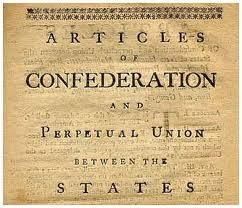 ARTICLES
OF
CONFEDERATION
AND
PERPETUAL UNION
BETWEEN THE
STATES